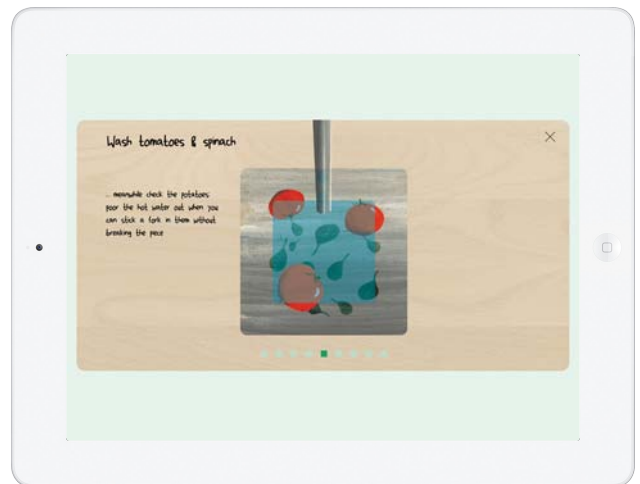 Wash tomatoes & spinach
... meanwhile check the potatoes:
poor the hot water out when you
can stick a fork in them without
breaking the piece